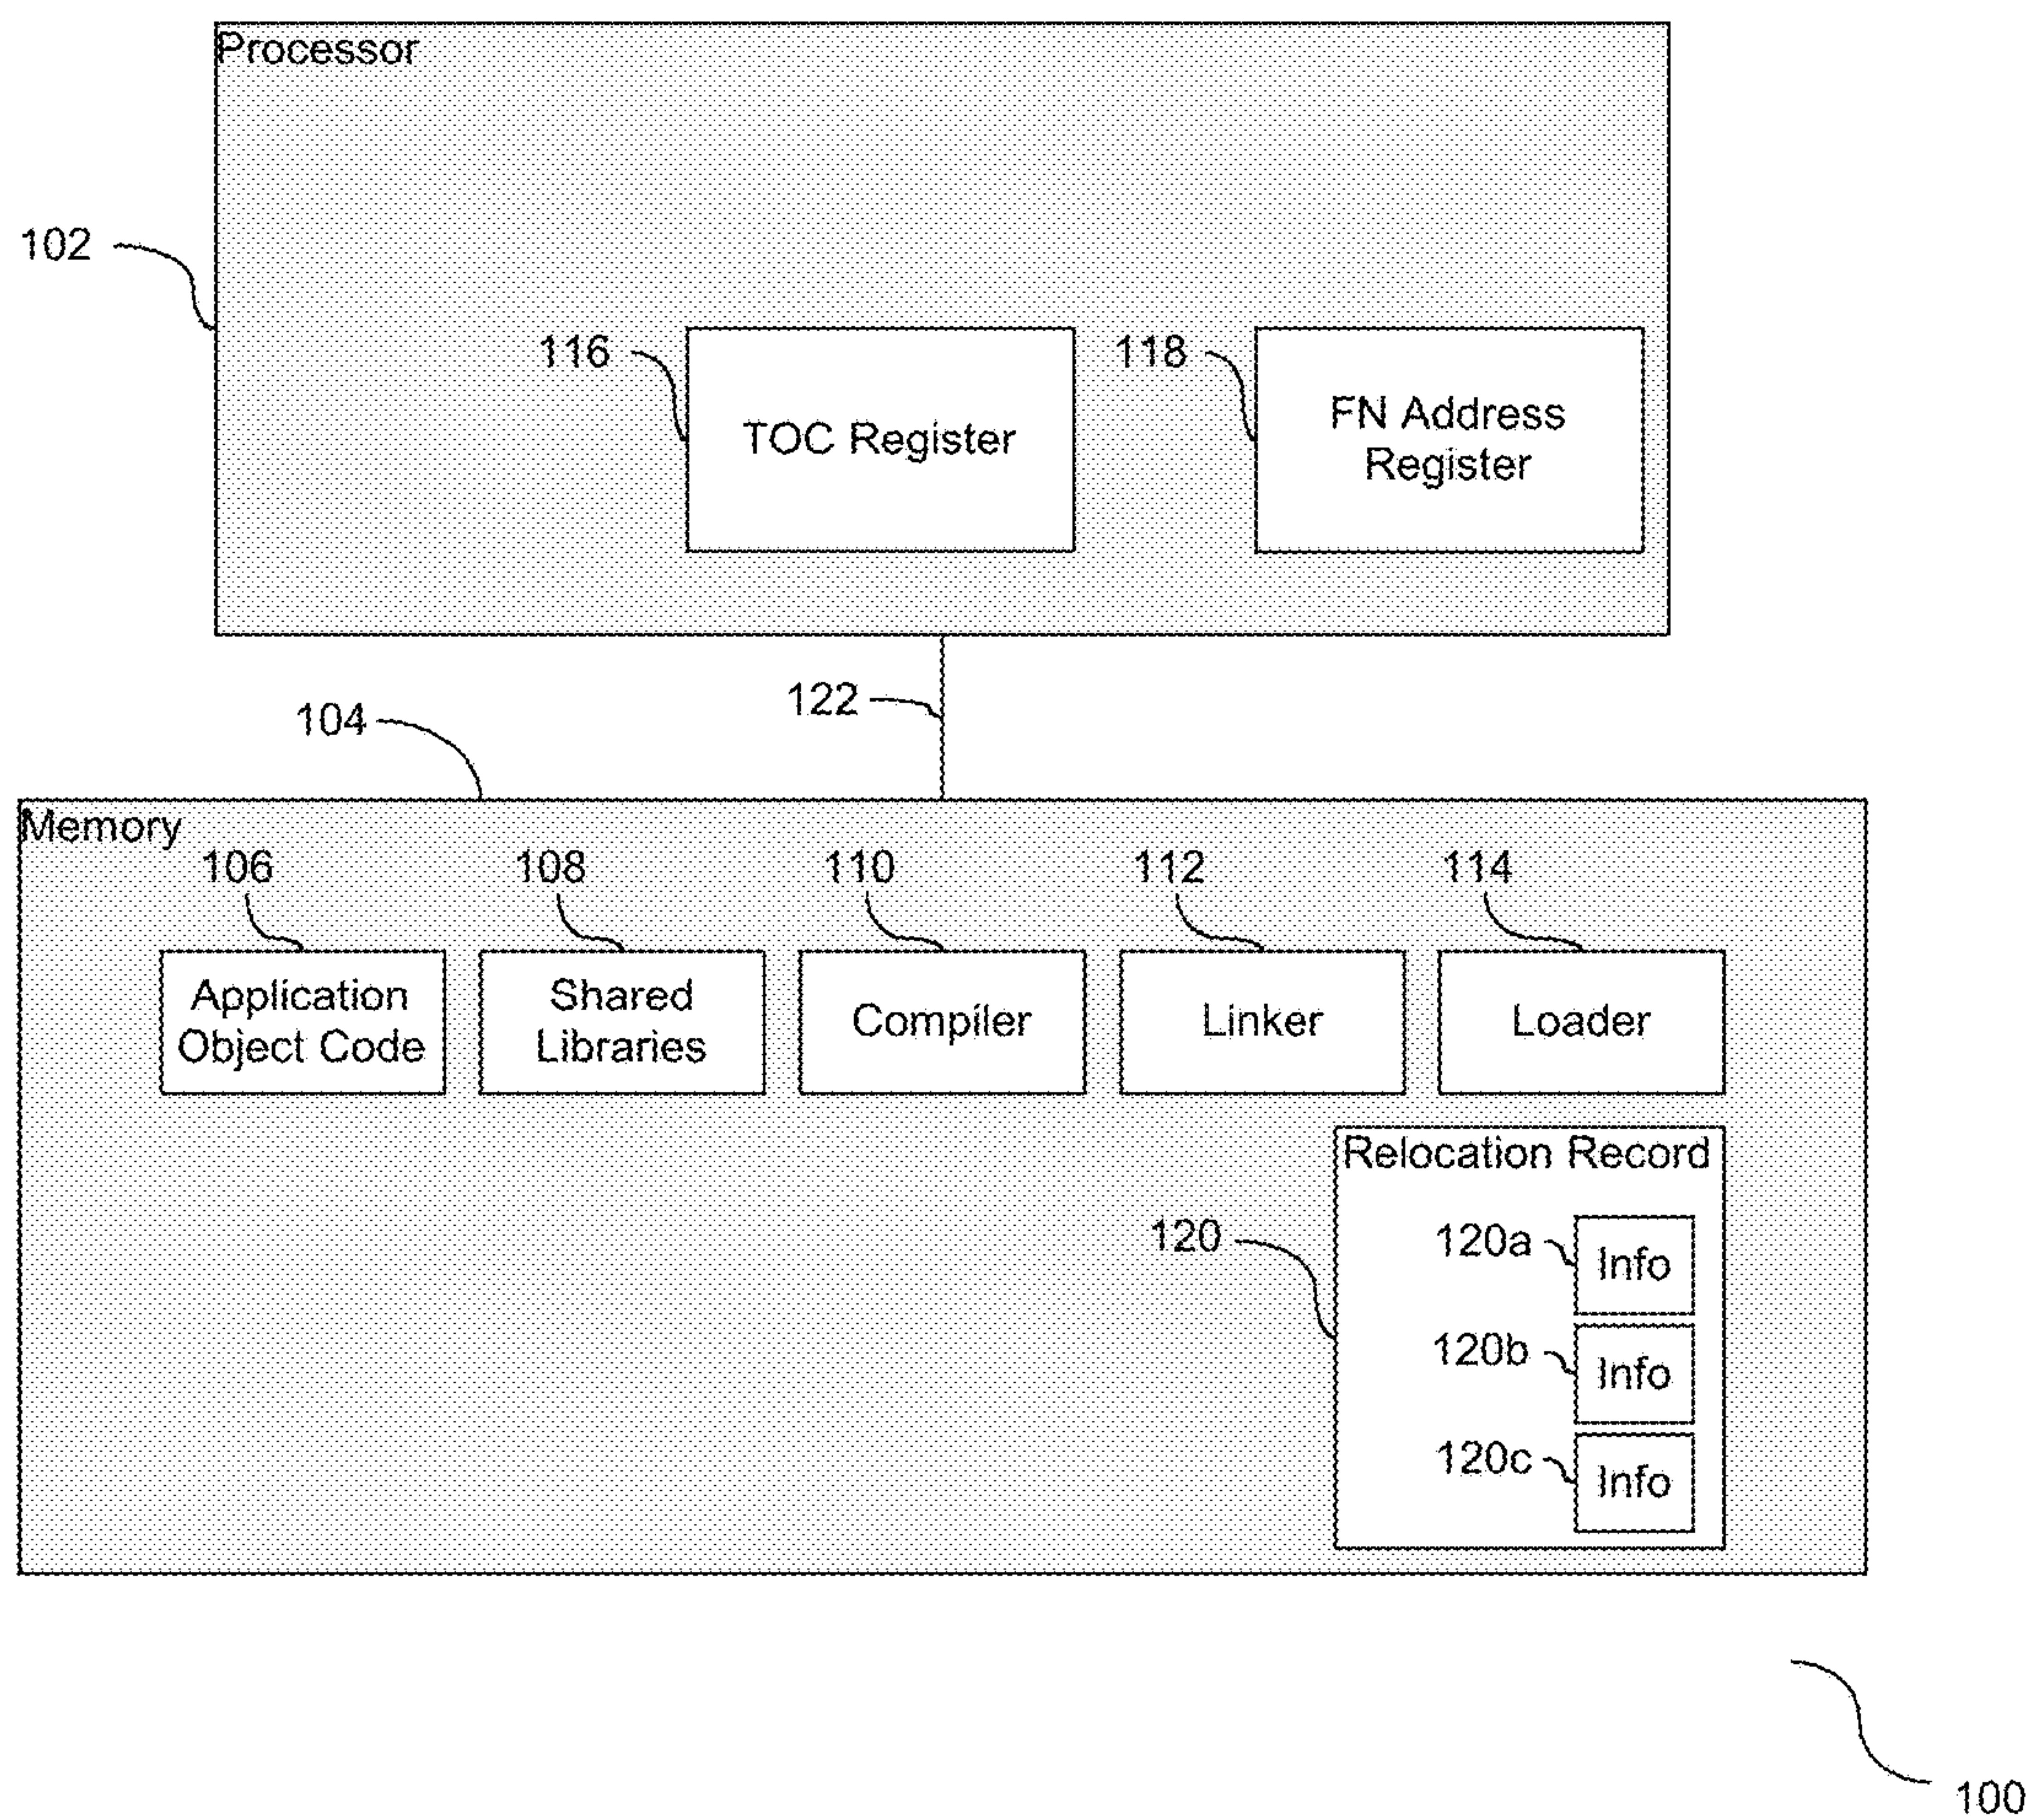 Processor
102
116
118
TOC Register
FN Address
Register
122
104
Memory
106
108
110
112
114
Application
Object Code
Shared
Libraries
Compiler
Linker
Loader
Relocation Record
120
120a
Info
120b
Info
120c
Info
100